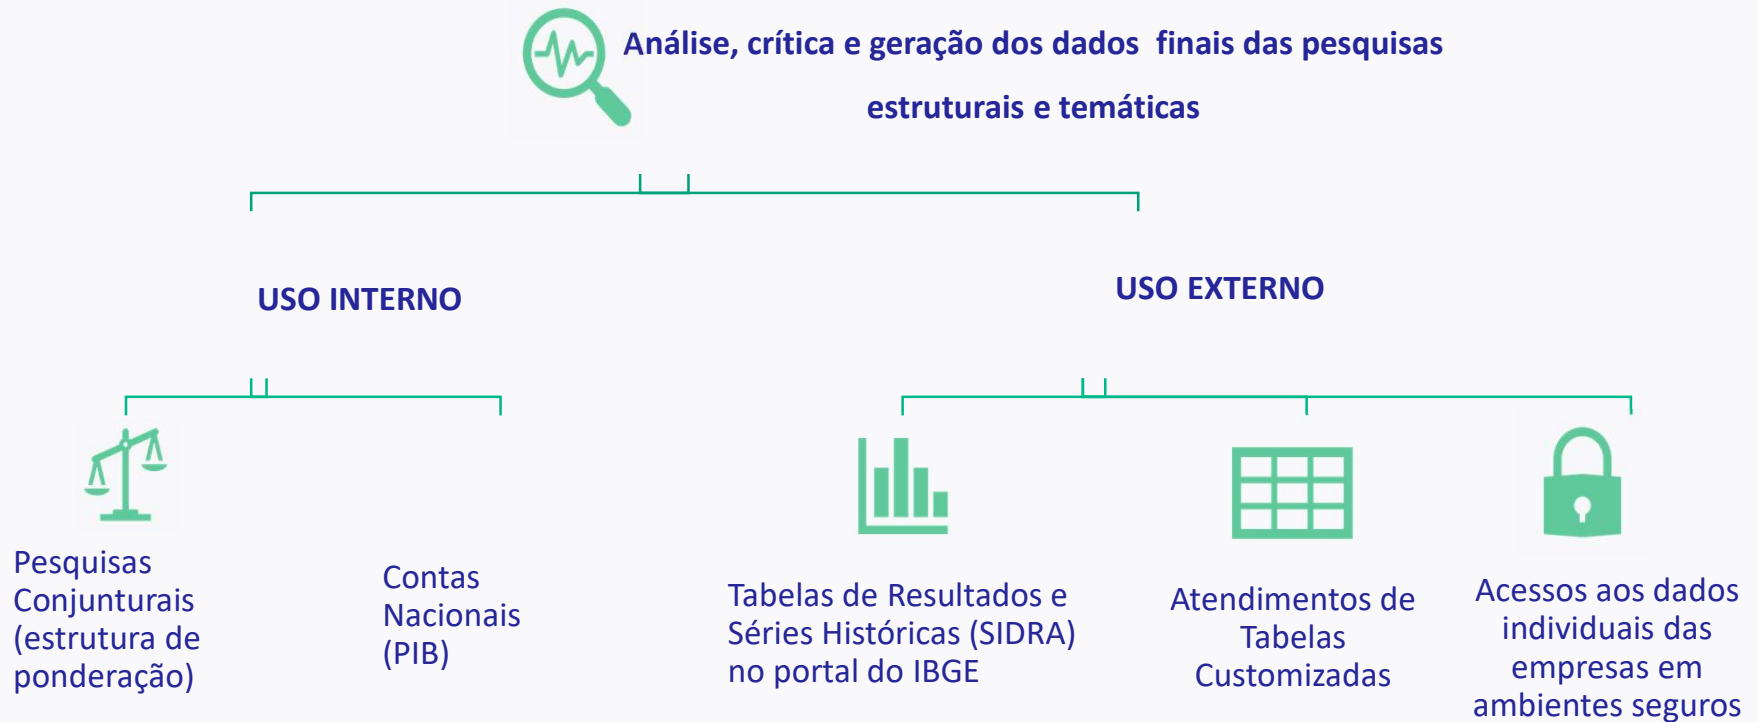 Análise, crítica e geração dos dados finais das pesquisas
estruturais e temáticas
USO INTERNO
USO EXTERNO
Pesquisas
Conjunturais
(estrutura de
ponderação)
Contas
Nacionais
(PIB)
Tabelas de Resultados e
Séries Históricas (SIDRA)
no portal do IBGE
Atendimentos de
Tabelas
Customizadas
Acessos aos dados
individuais das
empresas em
ambientes seguros